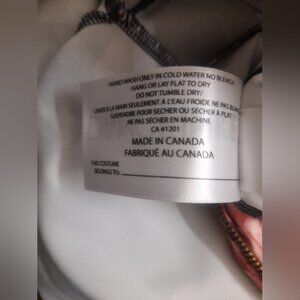 HAND WASH ONLY IN COLD WATER NO BLEACH
HANG OR LAY FLAT TO DRY
DO NOT TUMBLE DRY/
LAVER A LA MAIN SEULEMENT À L'EAU FROIDE NE PAS BLAN
SUSPENDRE POUR SECHER OU SÉCHER À PLAT
NE PAS SÉCHER EN MACHINE
CA 41201
MADE IN CANADA
FABRIQUÉ AU CANADA
THIS COSTUME
BELONGS TO: